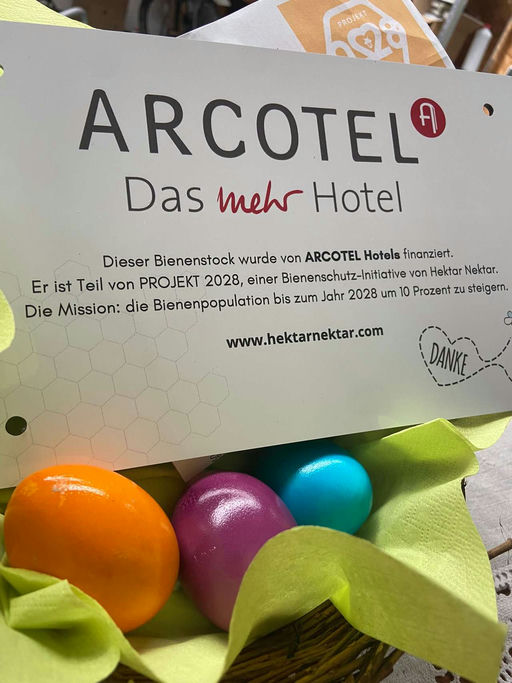 PROJEKT
2028
ARCOTEL A
Das mehr Hotel
Dieser Bienenstock wurde von ARCOTEL Hotels finanziert.
Er ist Teil von PROJEKT 2028, einer Bienenschutz-Initiative von Hektar Nektar.
Die Mission: die Bienenpopulation bis zum Jahr 2028 um 10 Prozent zu steigern.
www.hektarnektar.com
DANKE